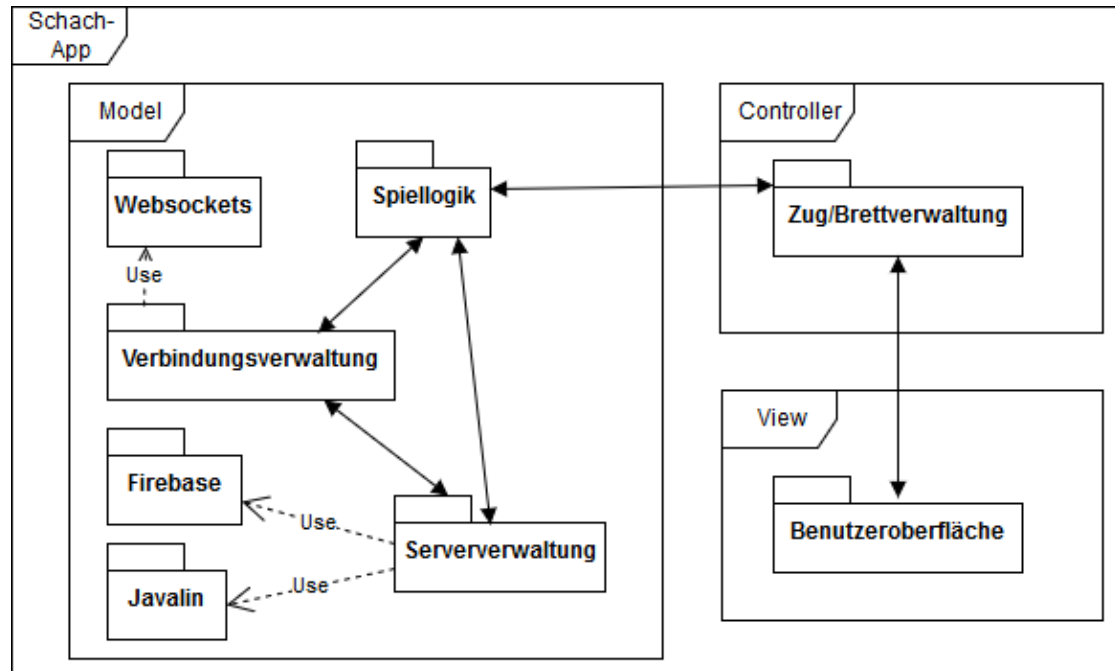 Schach-
App
Model
Controller
Websockets
Spiellogik
Zug/Brettverwaltung
Use
Verbindungsverwaltung
View
Firebase
Use
Serververwaltung
Benutzeroberfläche
Javalin
Use